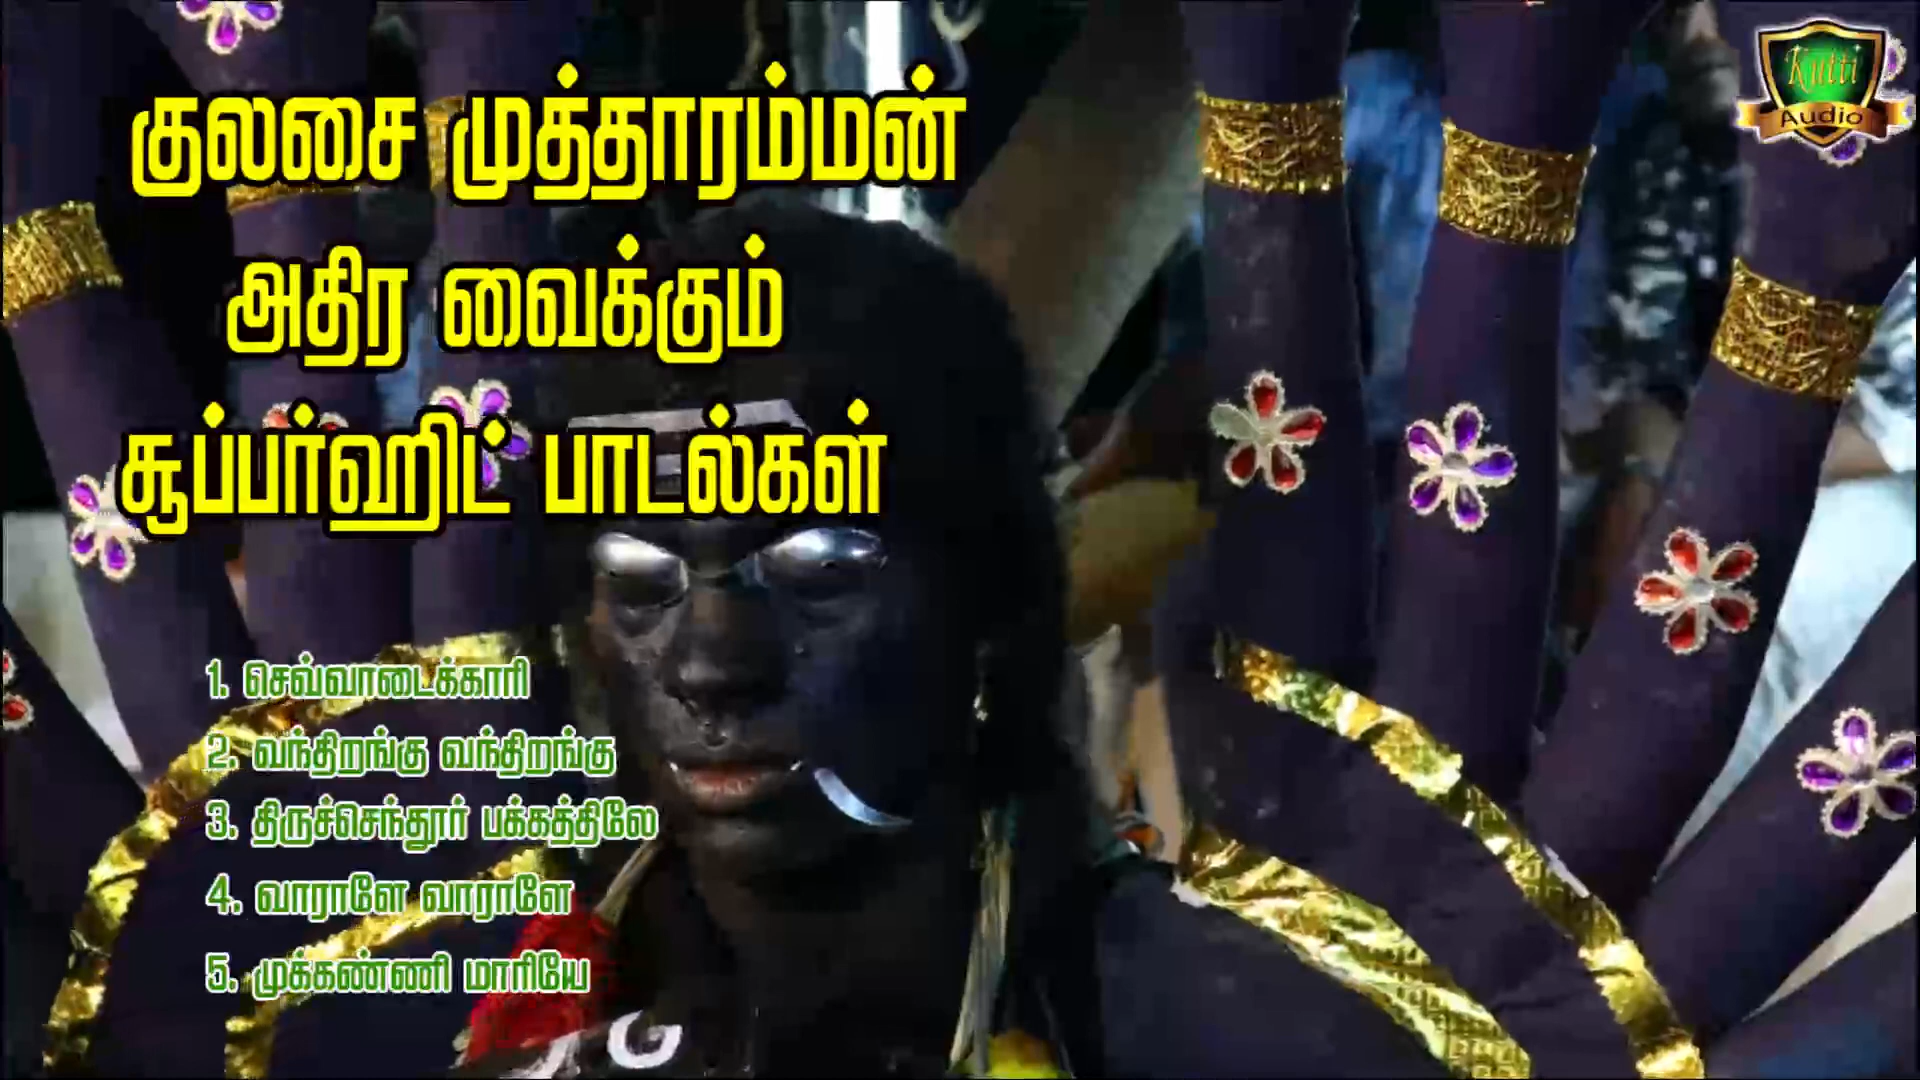 குலசை முத்தாரம்மன்
அதிர வைக்கும்
சூப்பர்ஹிட் பாடல்கள்
Kutti
Audio
1. செவ்வாடைக்காரி
2. வந்திறங்கு வந்திறங்கு
3. திருச்செந்தூர் பக்கத்திலே
4. வாராளே வாராளே
5. முக்கண்ணி மாரியே